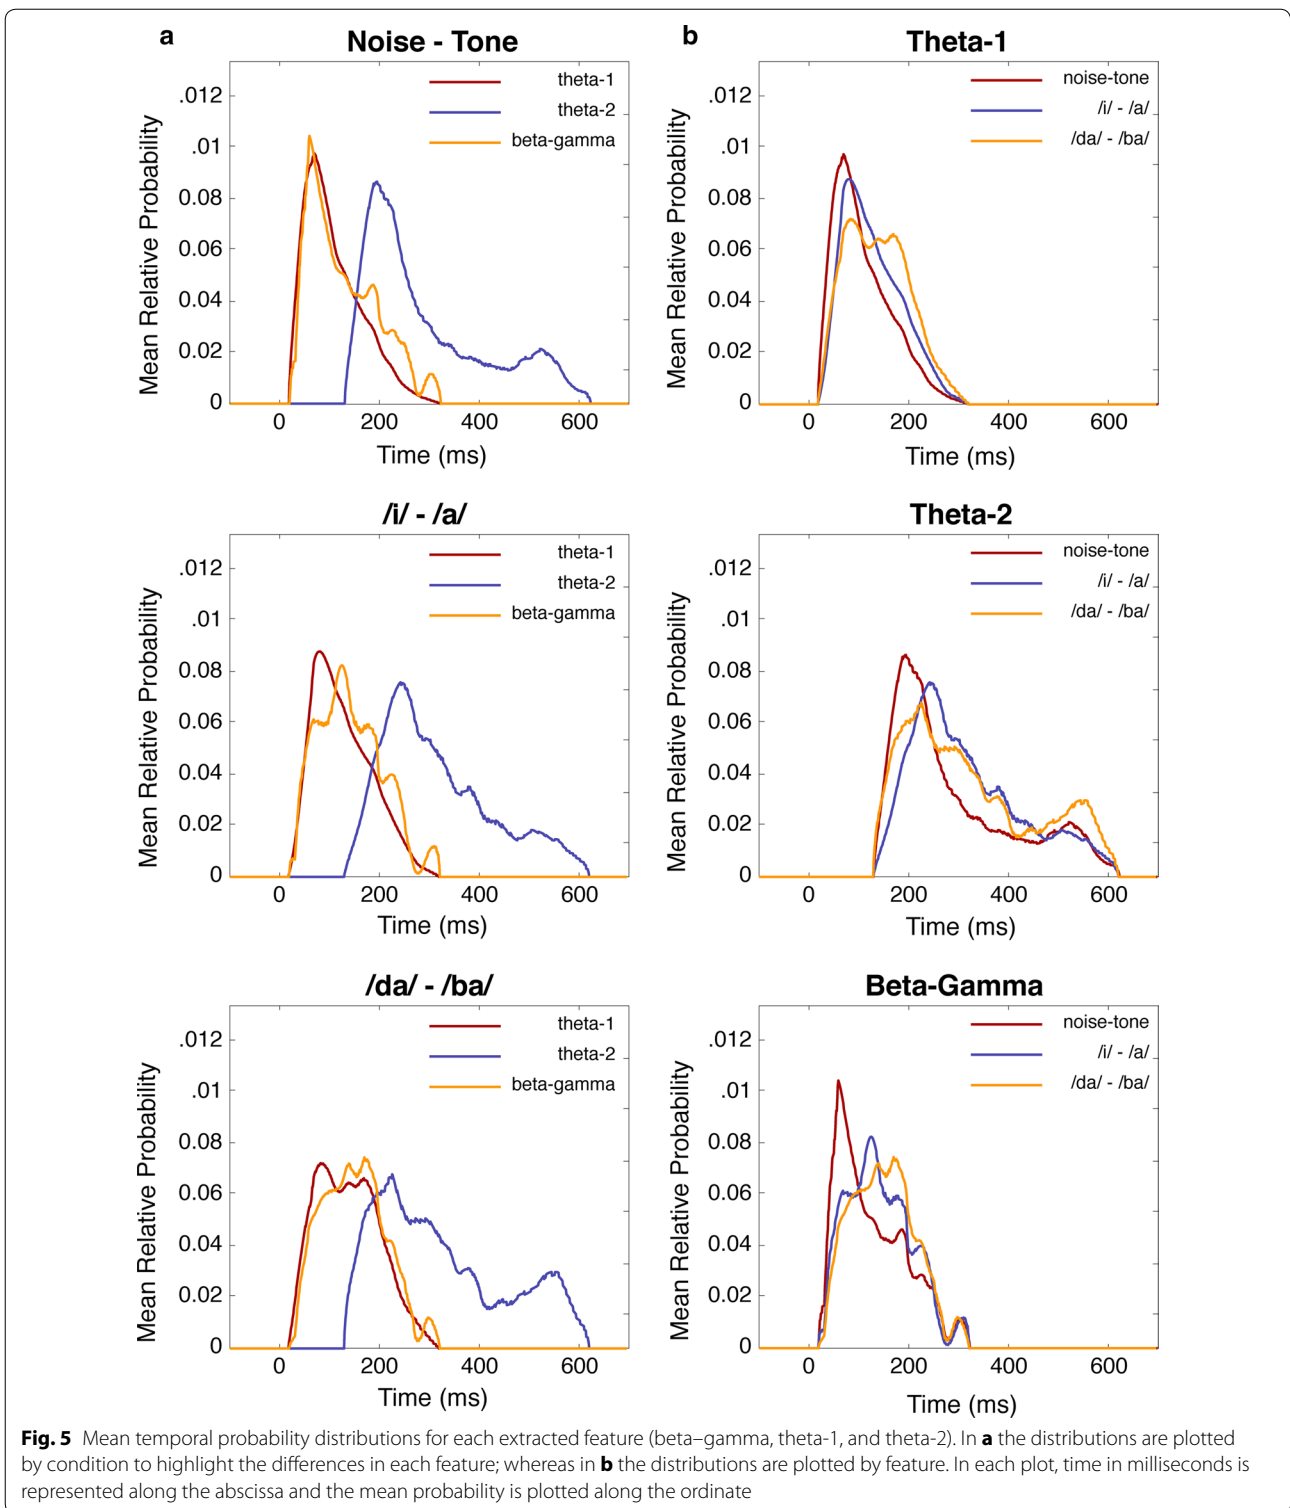 a
Noise - Tone
Mean Relative Probability
.012
.01
0.08
0.06
0.04
0.02
0
theta-1
theta-2
beta-gamma
0 200 400 600
Time (ms)
b
Theta-1
Mean Relative Probability
.012
.01
0.08
0.06
0.04
0.02
0
noise-tone
/i/ - /a/
/da/ - /ba/
0 200 400 600
Time (ms)
/i/ - /a/
Mean Relative Probability
.012
.01
0.08
0.06
0.04
0.02
0
theta-1
theta-2
beta-gamma
0 200 400 600
Time (ms)
Theta-2
Mean Relative Probability
.012
.01
0.08
0.06
0.04
0.02
0
noise-tone
/i/ - /a/
/da/ - /ba/
0 200 400 600
Time (ms)
/da/ - /ba/
Mean Relative Probability
.012
.01
0.08
0.06
0.04
0.02
0
theta-1
theta-2
beta-gamma
0 200 400 600
Time (ms)
Beta-Gamma
Mean Relative Probability
.012
.01
0.08
0.06
0.04
0.02
0
noise-tone
/i/ - /a/
/da/ - /ba/
0 200 400 600
Time (ms)
Fig. 5 Mean temporal probability distributions for each extracted feature (beta–gamma, theta-1, and theta-2). In a the distributions are plotted
by condition to highlight the differences in each feature; whereas in b the distributions are plotted by feature. In each plot, time in milliseconds is
represented along the abscissa and the mean probability is plotted along the ordinate